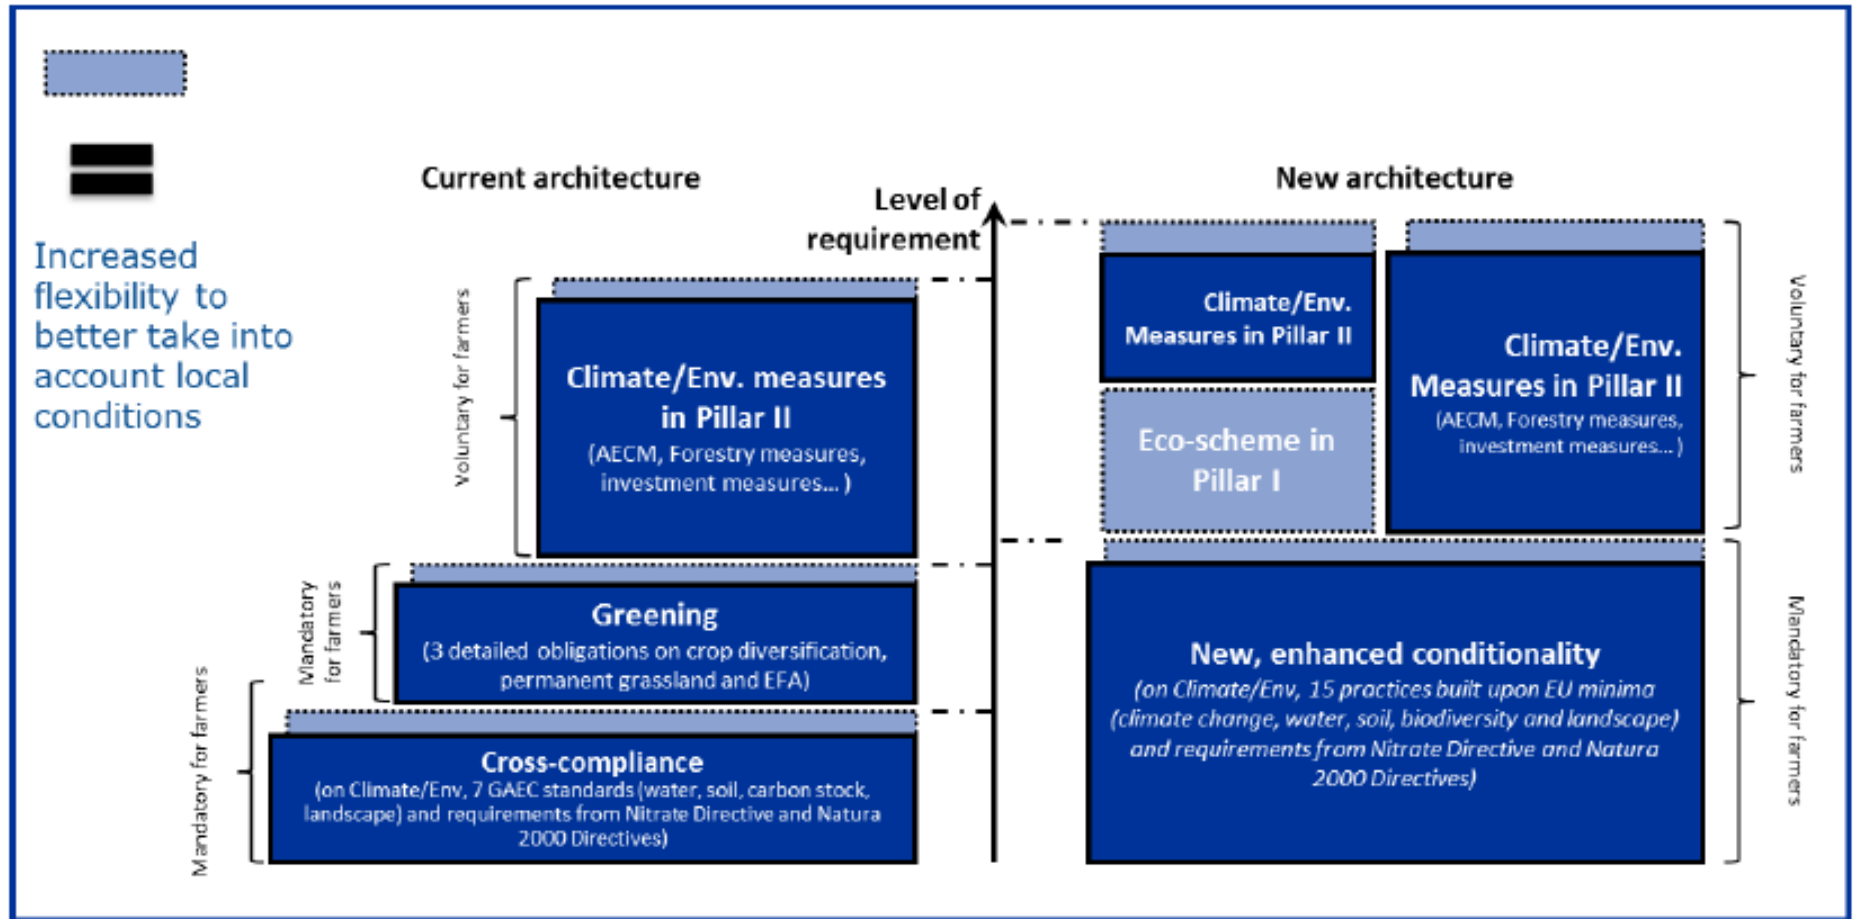 Increased
flexibility to
better take into
account local
conditions
Current architecture
Level of
requirement
New architecture
Voluntary for farmers
Climate/Env. measures
in Pillar II
(AECM, Forestry measures,
investment measures... )
Mandatory
for farmers
Greening
(3 detailed obligations on crop diversification,
permanent grassland and EFA)
Mandatory for farmers
Cross-compliance
(on Climate/Env, 7 GAEC standards (water, soil, carbon stock,
landscape) and requirements from Nitrate Directive and Natura
2000 Directives)
Climate/Env.
Measures in Pillar II
Eco-scheme in
Pillar I
Climate/Env.
Measures in Pillar II
(AECM, Forestry measures,
investment measures... )
Voluntary for farmers
New, enhanced conditionality
(on Climate/Env, 15 practices built upon EU minima
(climate change, water, soil, biodiversity and landscape)
and requirements from Nitrate Directive and Natura
2000 Directives)
Mandatory for farmers